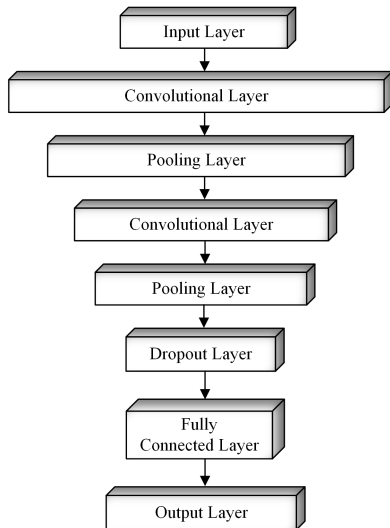 Input Layer
Convolutional Layer
Pooling Layer
Convolutional Layer
Pooling Layer
Dropout Layer
Fully
Connected Layer
Output Layer